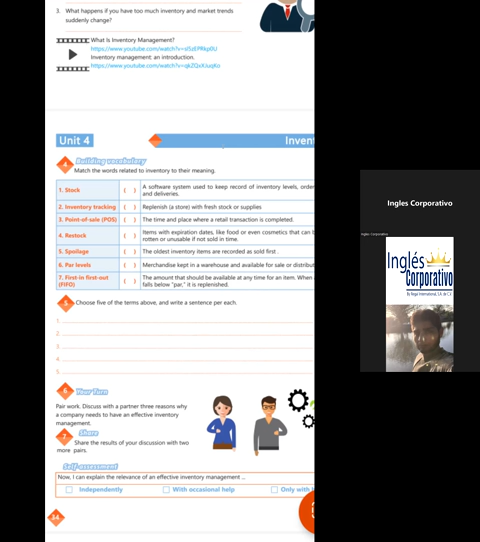 3. What happens if you have too much inventory and market trends
suddenly change?
What Is Inventory Management?
Inventory management: an introduction.
Unit 4
4
Building vocabulary
Match the words related to inventory to their meaning.
1. Stock ( ) A software system used to keep record of inventory levels,
and deliveries.
2. Inventory tracking ( ) Replenish (a store) with fresh stock or supplies
3. Point-of-sale (POS) ( ) The time and place where a retail transaction is completed.
4. Restock ( ) Items with expiration dates, like food or even cosmetics that can
rotten or unusable if not sold in time.
5. Spoilage ( ) The oldest inventory items are recorded as sold first .
6. Par levels ( ) Merchandise kept in a warehouse and available for sale or
7. First-in first-out
(FIFO) ( ) The amount that should be available at any time for an item. When
falls below "par," it is replenished.
5
Choose five of the terms above, and write a sentence per each.
1.
2.
3.
4.
5.
6
Your Turn
Pair work. Discuss with a partner three reasons why
a company needs to have an effective inventory
management.
7
Share
Share the results of your discussion with two
more pairs.
Self-assessment
Now, I can explain the relevance of an effective inventory management ...
Independently With occasional help Only with
34
Ingles Corporativo
Ingles Corporativo
Inglés
Corporativo